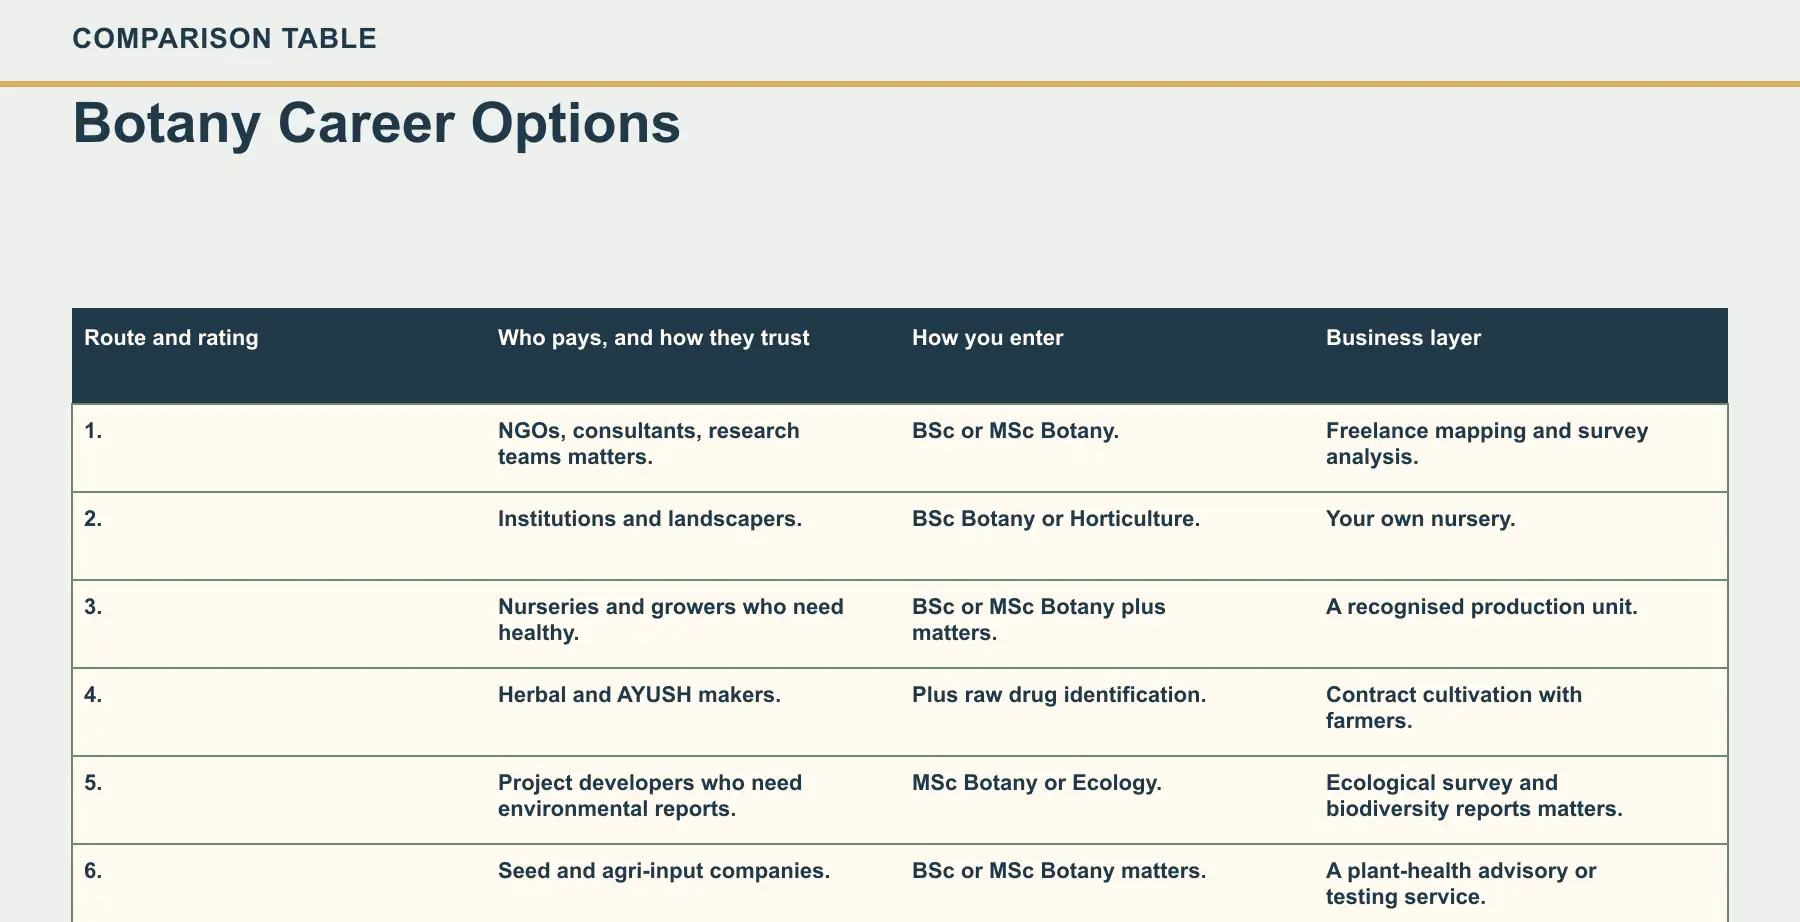 COMPARISON TABLE
Botany Career Options
Route and rating
Who pays, and how they trust
How you enter
Business layer
1.
NGOs, consultants, research
teams matters.
BSc or MSc Botany.
Freelance mapping and survey
analysis.
2.
Institutions and landscapers.
BSc Botany or Horticulture.
Your own nursery.
3.
Nurseries and growers who need
healthy.
BSc or MSc Botany plus
matters.
A recognised production unit.
4.
Herbal and AYUSH makers.
Plus raw drug identification.
Contract cultivation with
farmers.
5.
Project developers who need
environmental reports.
MSc Botany or Ecology.
Ecological survey and
biodiversity reports matters.
6.
Seed and agri-input companies.
BSc or MSc Botany matters.
A plant-health advisory or
testing service.